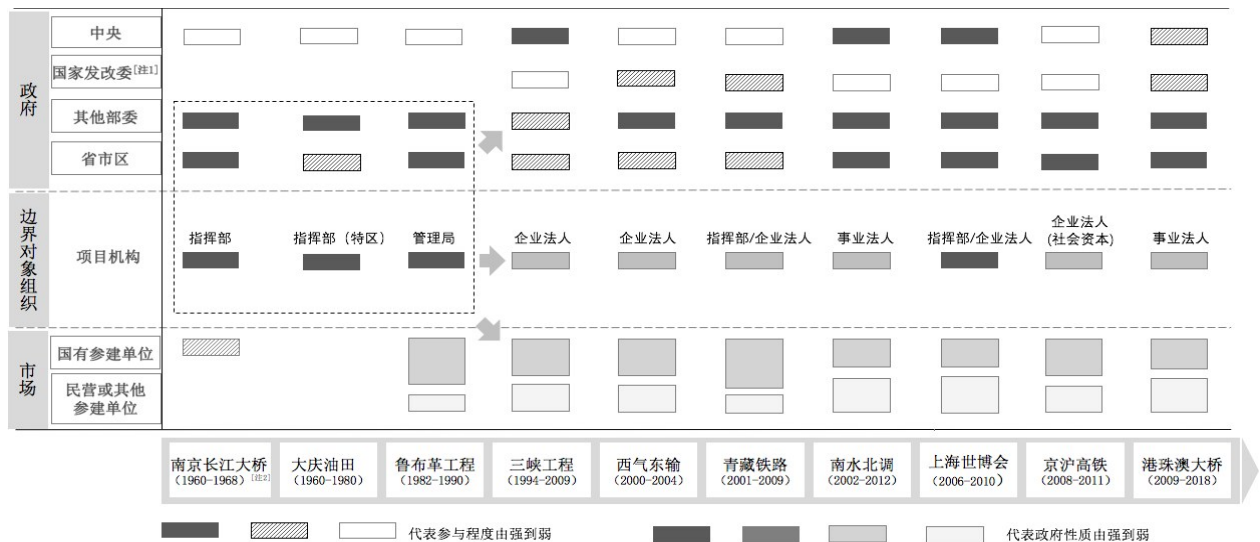 政府
中央
国家发改委[注1]
其他部委
省市区
边界对象组织
项目机构
指挥部
指挥部（特区）
管理局
企业法人
企业法人
指挥部/企业法人
事业法人
指挥部/企业法人
企业法人
(社会资本)
事业法人
市场
国有参建单位
民营或其他
参建单位
南京长江大桥
(1960-1968) [注2]
大庆油田
(1960-1980)
鲁布革工程
(1982-1990)
三峡工程
(1994-2009)
西气东输
(2000-2004)
青藏铁路
(2001-2009)
南水北调
(2002-2012)
上海世博会
(2006-2010)
京沪高铁
(2008-2011)
港珠澳大桥
(2009-2018)
代表参与程度由强到弱
代表政府性质由强到弱